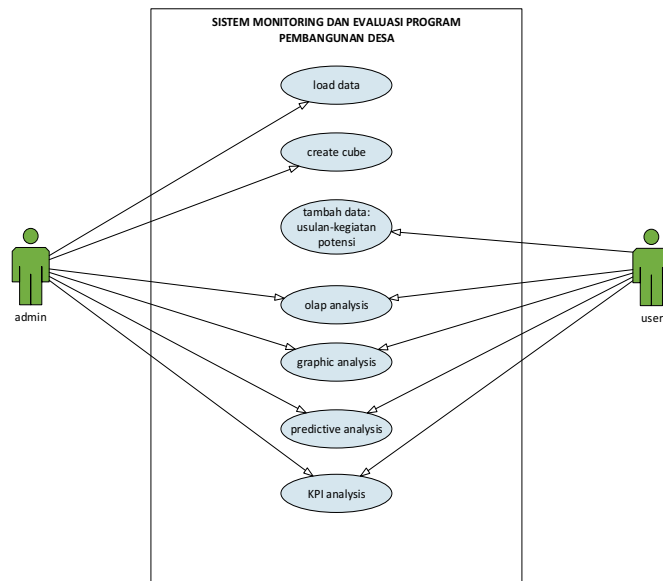 SISTEM MONITORING DAN EVALUASI PROGRAM
PEMBANGUNAN DESA
load data
create cube
tambah data:
usulan-kegiatan
potensi
admin
user
olap analysis
graphic analysis
predictive analysis
KPI analysis